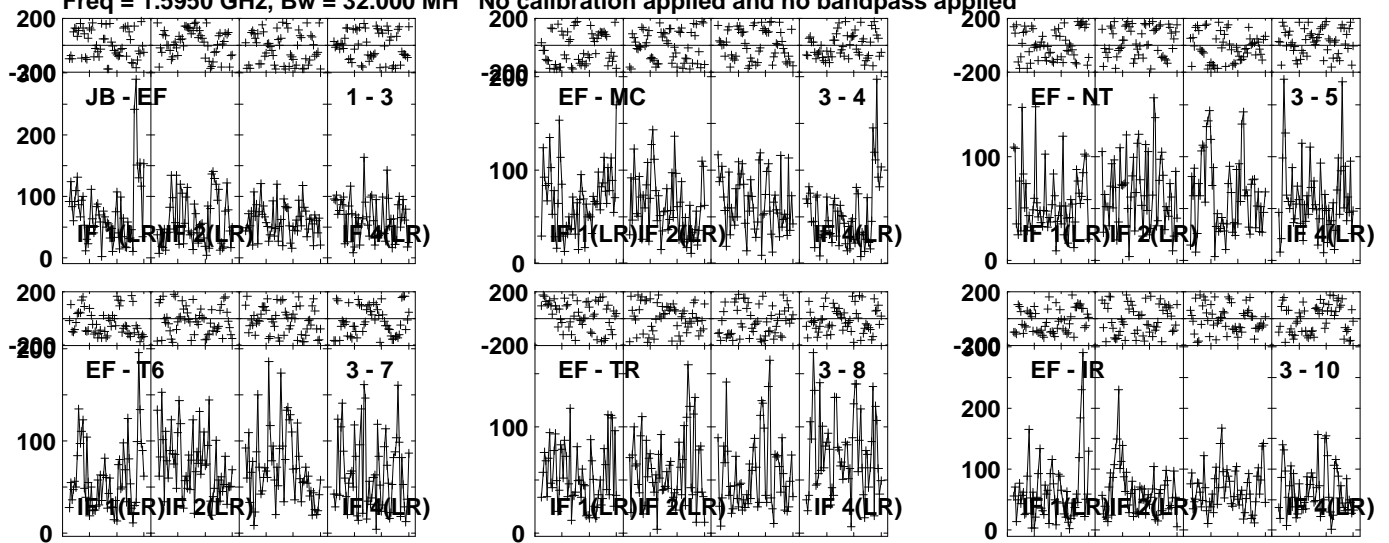 Freq = 1.5950 GHz, Bw = 32.000 MH No calibration applied and no bandpass applied
200
-200
JB - EF 1 - 3
300
200
100
0
IF 1(LR) IF 2(LR) IF 4(LR)
200
-200
EF - MC 3 - 4
200
100
0
IF 1(LR) IF 2(LR) IF 4(LR)
200
-200
EF - NT 3 - 5
100
0
IF 1(LR) IF 2(LR) IF 4(LR)
200
-200
EF - T6 3 - 7
200
100
0
IF 1(LR) IF 2(LR) IF 4(LR)
200
-200
EF - TR 3 - 8
100
0
IF 1(LR) IF 2(LR) IF 4(LR)
200
-200
EF - IR 3 - 10
300
200
100
0
IF 1(LR) IF 2(LR) IF 4(LR)